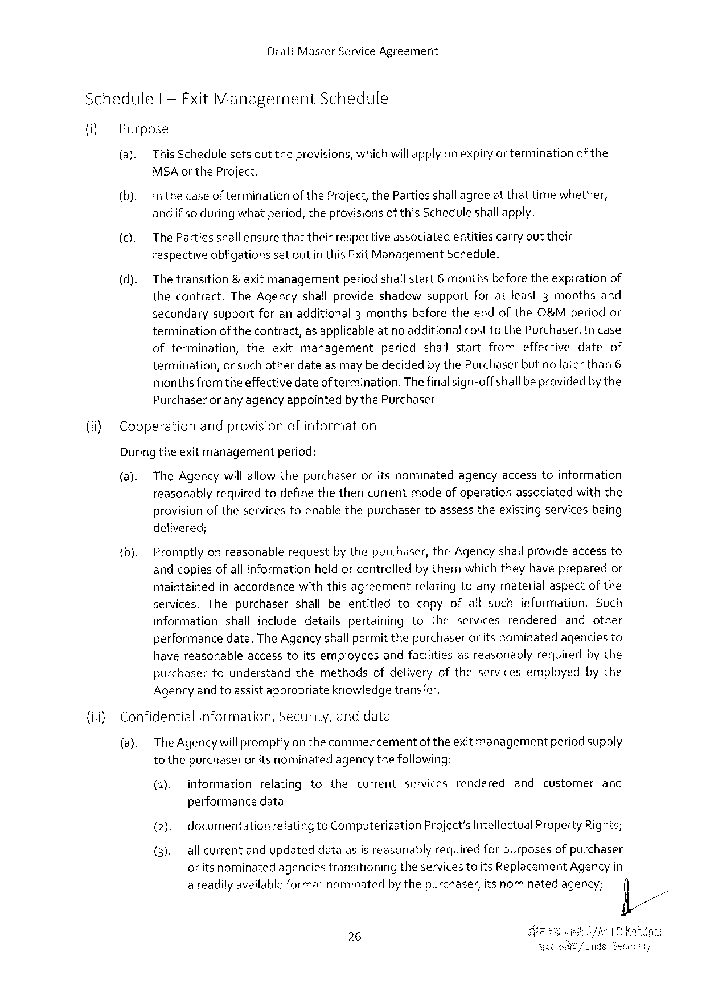 Draft Master Service Agreement
Schedule I – Exit Management Schedule
(i) Purpose
(a). This Schedule sets out the provisions, which will apply on expiry or termination of the
MSA or the Project.
(b). In the case of termination of the Project, the Parties shall agree at that time whether,
and if so during what period, the provisions of this Schedule shall apply.
(c). The Parties shall ensure that their respective associated entities carry out their
respective obligations set out in this Exit Management Schedule.
(d). The transition & exit management period shall start 6 months before the expiration of
the contract. The Agency shall provide shadow support for at least 3 months and
secondary support for an additional 3 months before the end of the O&M period or
termination of the contract, as applicable at no additional cost to the Purchaser. In case
of termination, the exit management period shall start from effective date of
termination, or such other date as may be decided by the Purchaser but no later than 6
months from the effective date of termination. The final sign-off shall be provided by the
Purchaser or any agency appointed by the Purchaser
(ii) Cooperation and provision of information
During the exit management period:
(a). The Agency will allow the purchaser or its nominated agency access to information
reasonably required to define the then current mode of operation associated with the
provision of the services to enable the purchaser to assess the existing services being
delivered;
(b). Promptly on reasonable request by the purchaser, the Agency shall provide access to
and copies of all information held or controlled by them which they have prepared or
maintained in accordance with this agreement relating to any material aspect of the
services. The purchaser shall be entitled to copy of all such information. Such
information shall include details pertaining to the services rendered and other
performance data. The Agency shall permit the purchaser or its nominated agencies to
have reasonable access to its employees and facilities as reasonably required by the
purchaser to understand the methods of delivery of the services employed by the
Agency and to assist appropriate knowledge transfer.
(iii) Confidential information, Security, and data
(a). The Agency will promptly on the commencement of the exit management period supply
to the purchaser or its nominated agency the following:
(1). information relating to the current services rendered and customer and
performance data
(2). documentation relating to Computerization Project's Intellectual Property Rights;
(3). all current and updated data as is reasonably required for purposes of purchaser
or its nominated agencies transitioning the services to its Replacement Agency in
a readily available format nominated by the purchaser, its nominated agency;
26
/Anil C Kandpal
अवर सचिव/Under Secretary